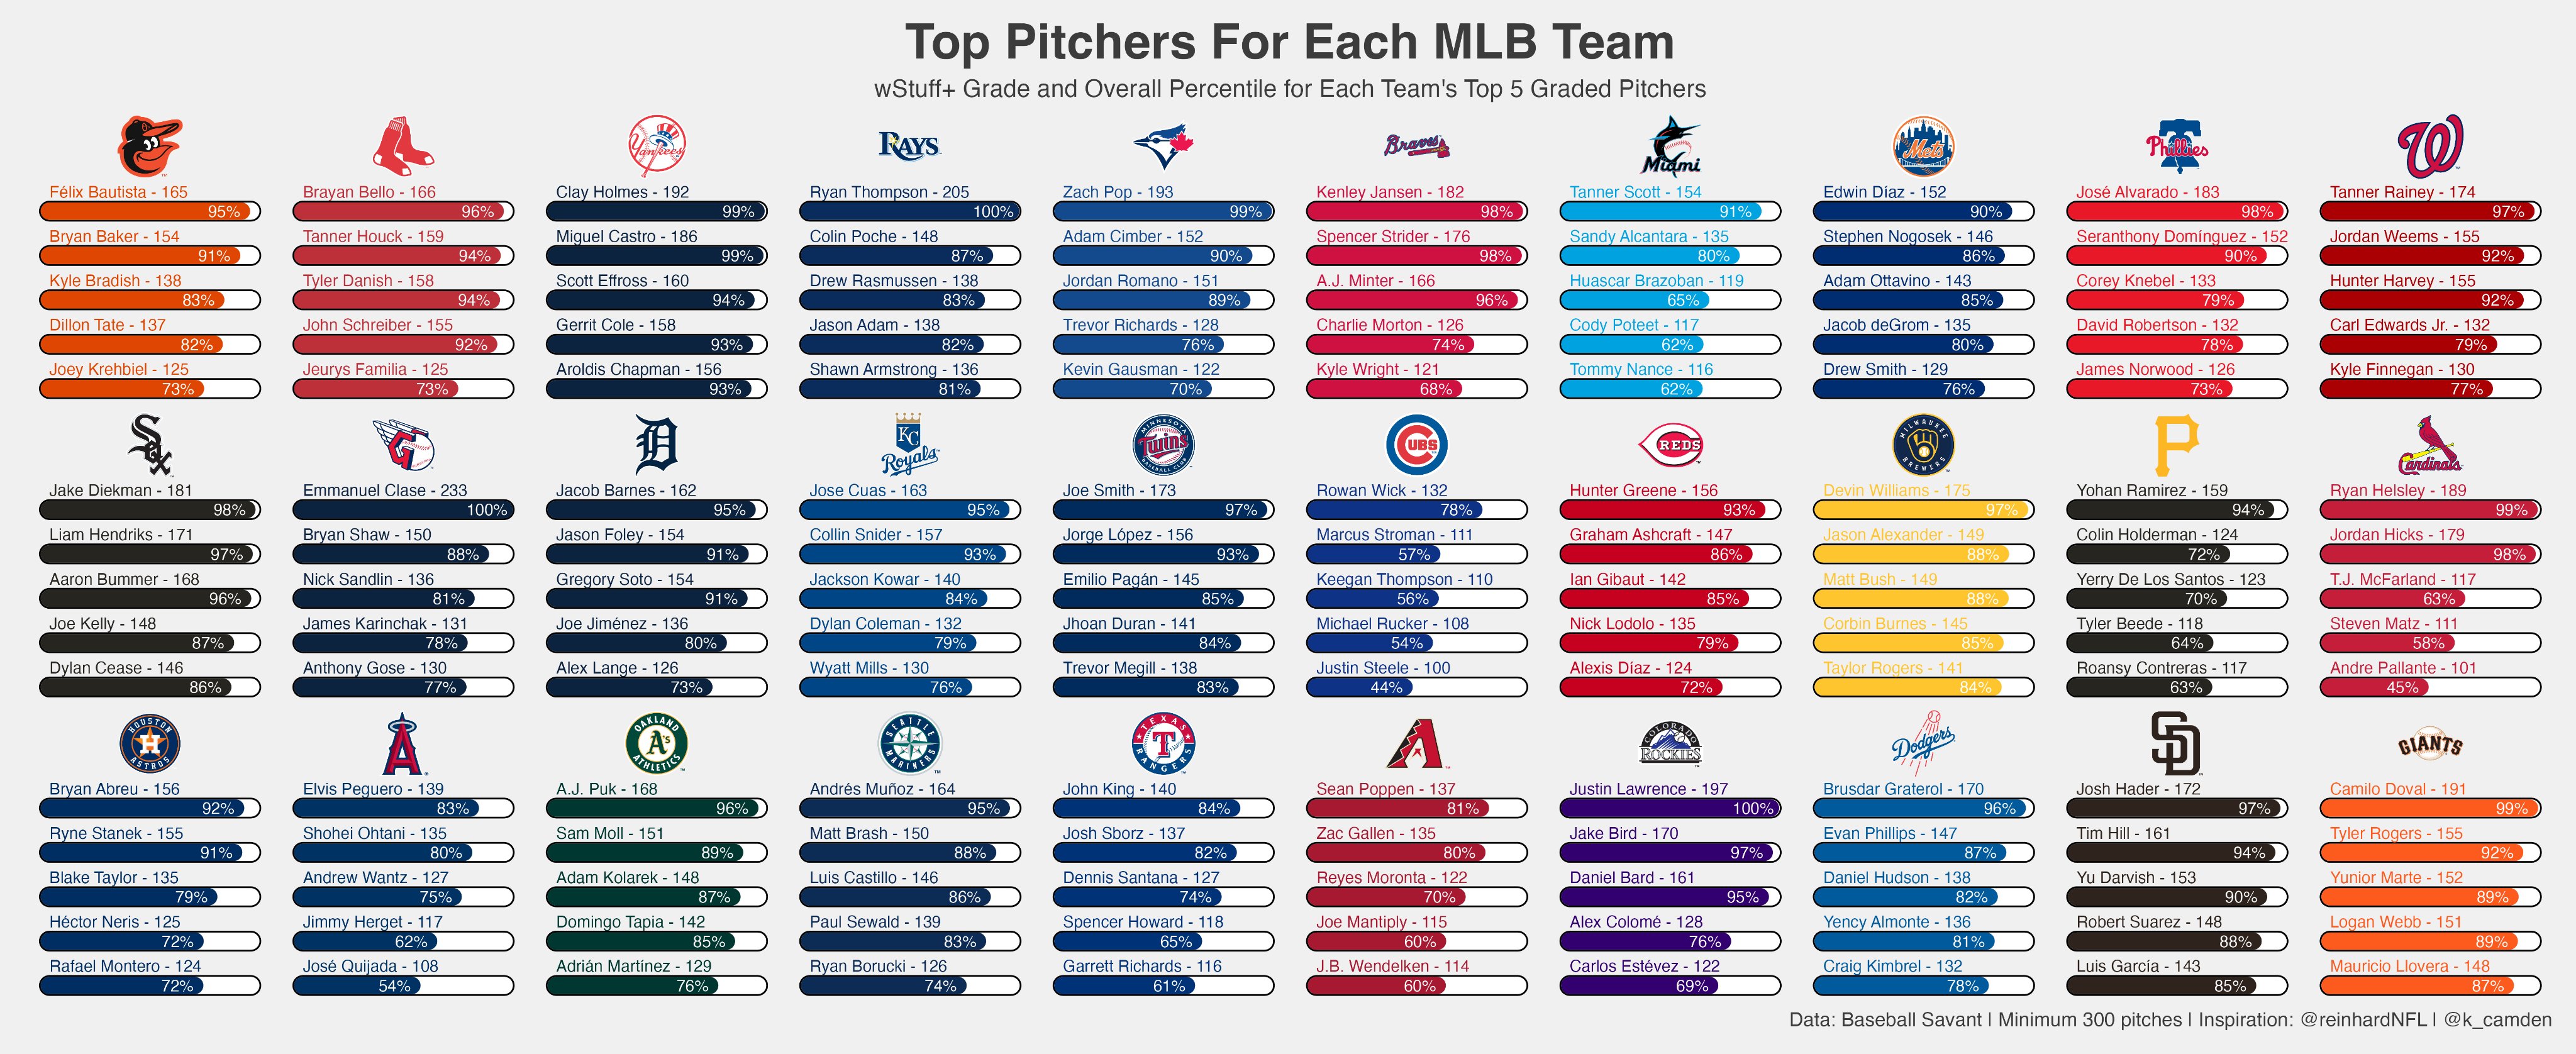 Top Pitchers For Each MLB Team
wStuff+ Grade and Overall Percentile for Each Team's Top 5 Graded Pitchers
Yankees
RAYS
Braves
Miami
Mets
Phillies
W
Félix Bautista - 165
95%
Bryan Baker - 154
91%
Kyle Bradish - 138
83%
Dillon Tate - 137
82%
Joey Krehbiel - 125
73%
Brayan Bello - 166
96%
Tanner Houck - 159
94%
Tyler Danish - 158
94%
John Schreiber - 155
92%
Jeurys Familia - 125
73%
Clay Holmes - 192
99%
Miguel Castro - 186
99%
Scott Effross - 160
94%
Gerrit Cole - 158
93%
Aroldis Chapman - 156
93%
Ryan Thompson - 205
100%
Colin Poche - 148
87%
Drew Rasmussen - 138
83%
Jason Adam - 138
82%
Shawn Armstrong - 136
81%
Zach Pop - 193
99%
Adam Cimber - 152
90%
Jordan Romano - 151
89%
Trevor Richards - 128
76%
Kevin Gausman - 122
70%
Kenley Jansen - 182
98%
Spencer Strider - 176
98%
A.J. Minter - 166
96%
Charlie Morton - 126
74%
Kyle Wright - 121
68%
Tanner Scott - 154
91%
Sandy Alcantara - 135
80%
Huascar Brazoban - 119
65%
Cody Poteet - 117
62%
Tommy Nance - 116
62%
Edwin Díaz - 152
90%
Stephen Nogosek - 146
86%
Adam Ottavino - 143
85%
Jacob deGrom - 135
80%
Drew Smith - 129
76%
José Alvarado - 183
98%
Seranthony Domínguez - 152
90%
Corey Knebel - 133
79%
David Robertson - 132
78%
James Norwood - 126
73%
Tanner Rainey - 174
97%
Jordan Weems - 155
92%
Hunter Harvey - 155
92%
Carl Edwards Jr. - 132
79%
Kyle Finnegan - 130
77%
Sox
G
D
KC
Royals
MINNESOTA
Twins
BASEBALL CLUB
CUBS
REDS
MILWAUKEE
BREWERS
P
Cardinals
Jake Diekman - 181
98%
Liam Hendriks - 171
97%
Aaron Bummer - 168
96%
Joe Kelly - 148
87%
Dylan Cease - 146
86%
Emmanuel Clase - 233
100%
Bryan Shaw - 150
88%
Nick Sandlin - 136
81%
James Karinchak - 131
78%
Anthony Gose - 130
77%
Jacob Barnes - 162
95%
Jason Foley - 154
91%
Gregory Soto - 154
91%
Joe Jiménez - 136
80%
Alex Lange - 126
73%
Jose Cuas - 163
95%
Collin Snider - 157
93%
Jackson Kowar - 140
84%
Dylan Coleman - 132
79%
Wyatt Mills - 130
76%
Joe Smith - 173
97%
Jorge López - 156
93%
Emilio Pagán - 145
85%
Jhoan Duran - 141
84%
Trevor Megill - 138
83%
Rowan Wick - 132
78%
Marcus Stroman - 111
57%
Keegan Thompson - 110
56%
Michael Rucker - 108
54%
Justin Steele - 100
44%
Hunter Greene - 156
93%
Graham Ashcraft - 147
86%
Ian Gibaut - 142
85%
Nick Lodolo - 135
79%
Alexis Díaz - 124
72%
Devin Williams - 175
97%
Jason Alexander - 149
88%
Matt Bush - 149
88%
Corbin Burnes - 145
85%
Taylor Rogers - 141
84%
Yohan Ramirez - 159
94%
Colin Holderman - 124
72%
Yerry De Los Santos - 123
70%
Tyler Beede - 118
64%
Roansy Contreras - 117
63%
Ryan Helsley - 189
99%
Jordan Hicks - 179
98%
T.J. McFarland - 117
63%
Steven Matz - 111
58%
Andre Pallante - 101
45%
HOUSTON
H
ASTROS
A
OAKLAND
A's
ATHLETICS
SEATTLE
MARINERS
TEXAS
T
RANGERS
A
COLORADO
ROCKIES
Dodgers
SD
GIANTS
Bryan Abreu - 156
92%
Ryne Stanek - 155
91%
Blake Taylor - 135
79%
Héctor Neris - 125
72%
Rafael Montero - 124
72%
Elvis Peguero - 139
83%
Shohei Ohtani - 135
80%
Andrew Wantz - 127
75%
Jimmy Herget - 117
62%
José Quijada - 108
54%
A.J. Puk - 168
96%
Sam Moll - 151
89%
Adam Kolarek - 148
87%
Domingo Tapia - 142
85%
Adrián Martínez - 129
76%
Andrés Muñoz - 164
95%
Matt Brash - 150
88%
Luis Castillo - 146
86%
Paul Sewald - 139
83%
Ryan Borucki - 126
74%
John King - 140
84%
Josh Sborz - 137
82%
Dennis Santana - 127
74%
Spencer Howard - 118
65%
Garrett Richards - 116
61%
Sean Poppen - 137
81%
Zac Gallen - 135
80%
Reyes Moronta - 122
70%
Joe Mantiply - 115
60%
J.B. Wendelken - 114
60%
Justin Lawrence - 197
100%
Jake Bird - 170
97%
Daniel Bard - 161
95%
Alex Colomé - 128
76%
Carlos Estévez - 122
69%
Brusdar Graterol - 170
96%
Evan Phillips - 147
87%
Daniel Hudson - 138
82%
Yency Almonte - 136
81%
Craig Kimbrel - 132
78%
Josh Hader - 172
97%
Tim Hill - 161
94%
Yu Darvish - 153
90%
Robert Suarez - 148
88%
Luis García - 143
85%
Camilo Doval - 191
99%
Tyler Rogers - 155
92%
Yunior Marte - 152
89%
Logan Webb - 151
89%
Mauricio Llovera - 148
87%
Data: Baseball Savant | Minimum 300 pitches | Inspiration: @reinhardNFL | @k_camden